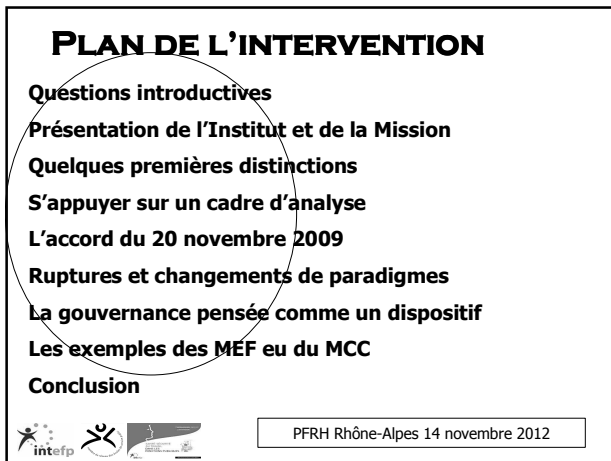 PLAN DE L'INTERVENTION
Questions introductives
Présentation de l'Institut et de la Mission
Quelques premières distinctions
S'appuyer sur un cadre d'analyse
L'accord du 20 novembre 2009
Ruptures et changements de paradigmes
La gouvernance pensée comme un dispositif
Les exemples des MEF eu du MCC
Conclusion
intefp
PFRH Rhône-Alpes 14 novembre 2012